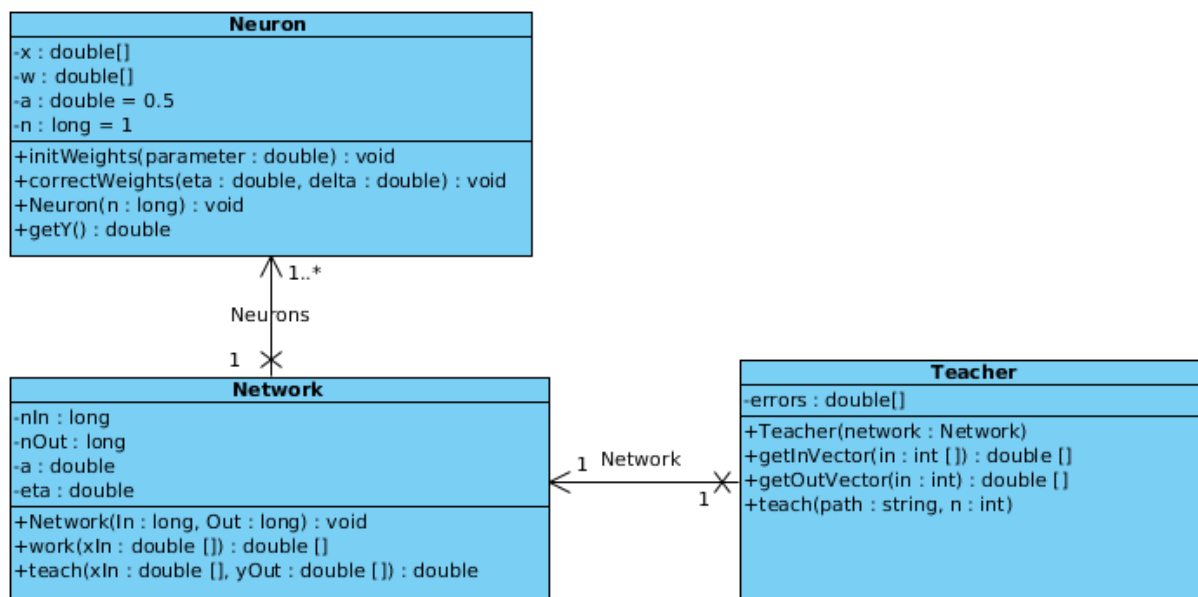 Neuron
-x : double[]
-w : double[]
-a : double = 0.5
-n : long = 1
+initWeights(parameter : double) : void
+correctWeights(eta : double, delta : double) : void
+Neuron(n : long) : void
+getY() : double
1..*
Neurons
1
Network
-nIn : long
-nOut : long
-a : double
-eta : double
+Network(In : long, Out : long) : void
+work(xIn : double []) : double []
+teach(xIn : double [], yOut : double []) : double
1
Network
1
Teacher
-errors : double[]
+Teacher(network : Network)
+getInVector(in : int []) : double []
+getOutVector(in : int) : double []
+teach(path : string, n : int)